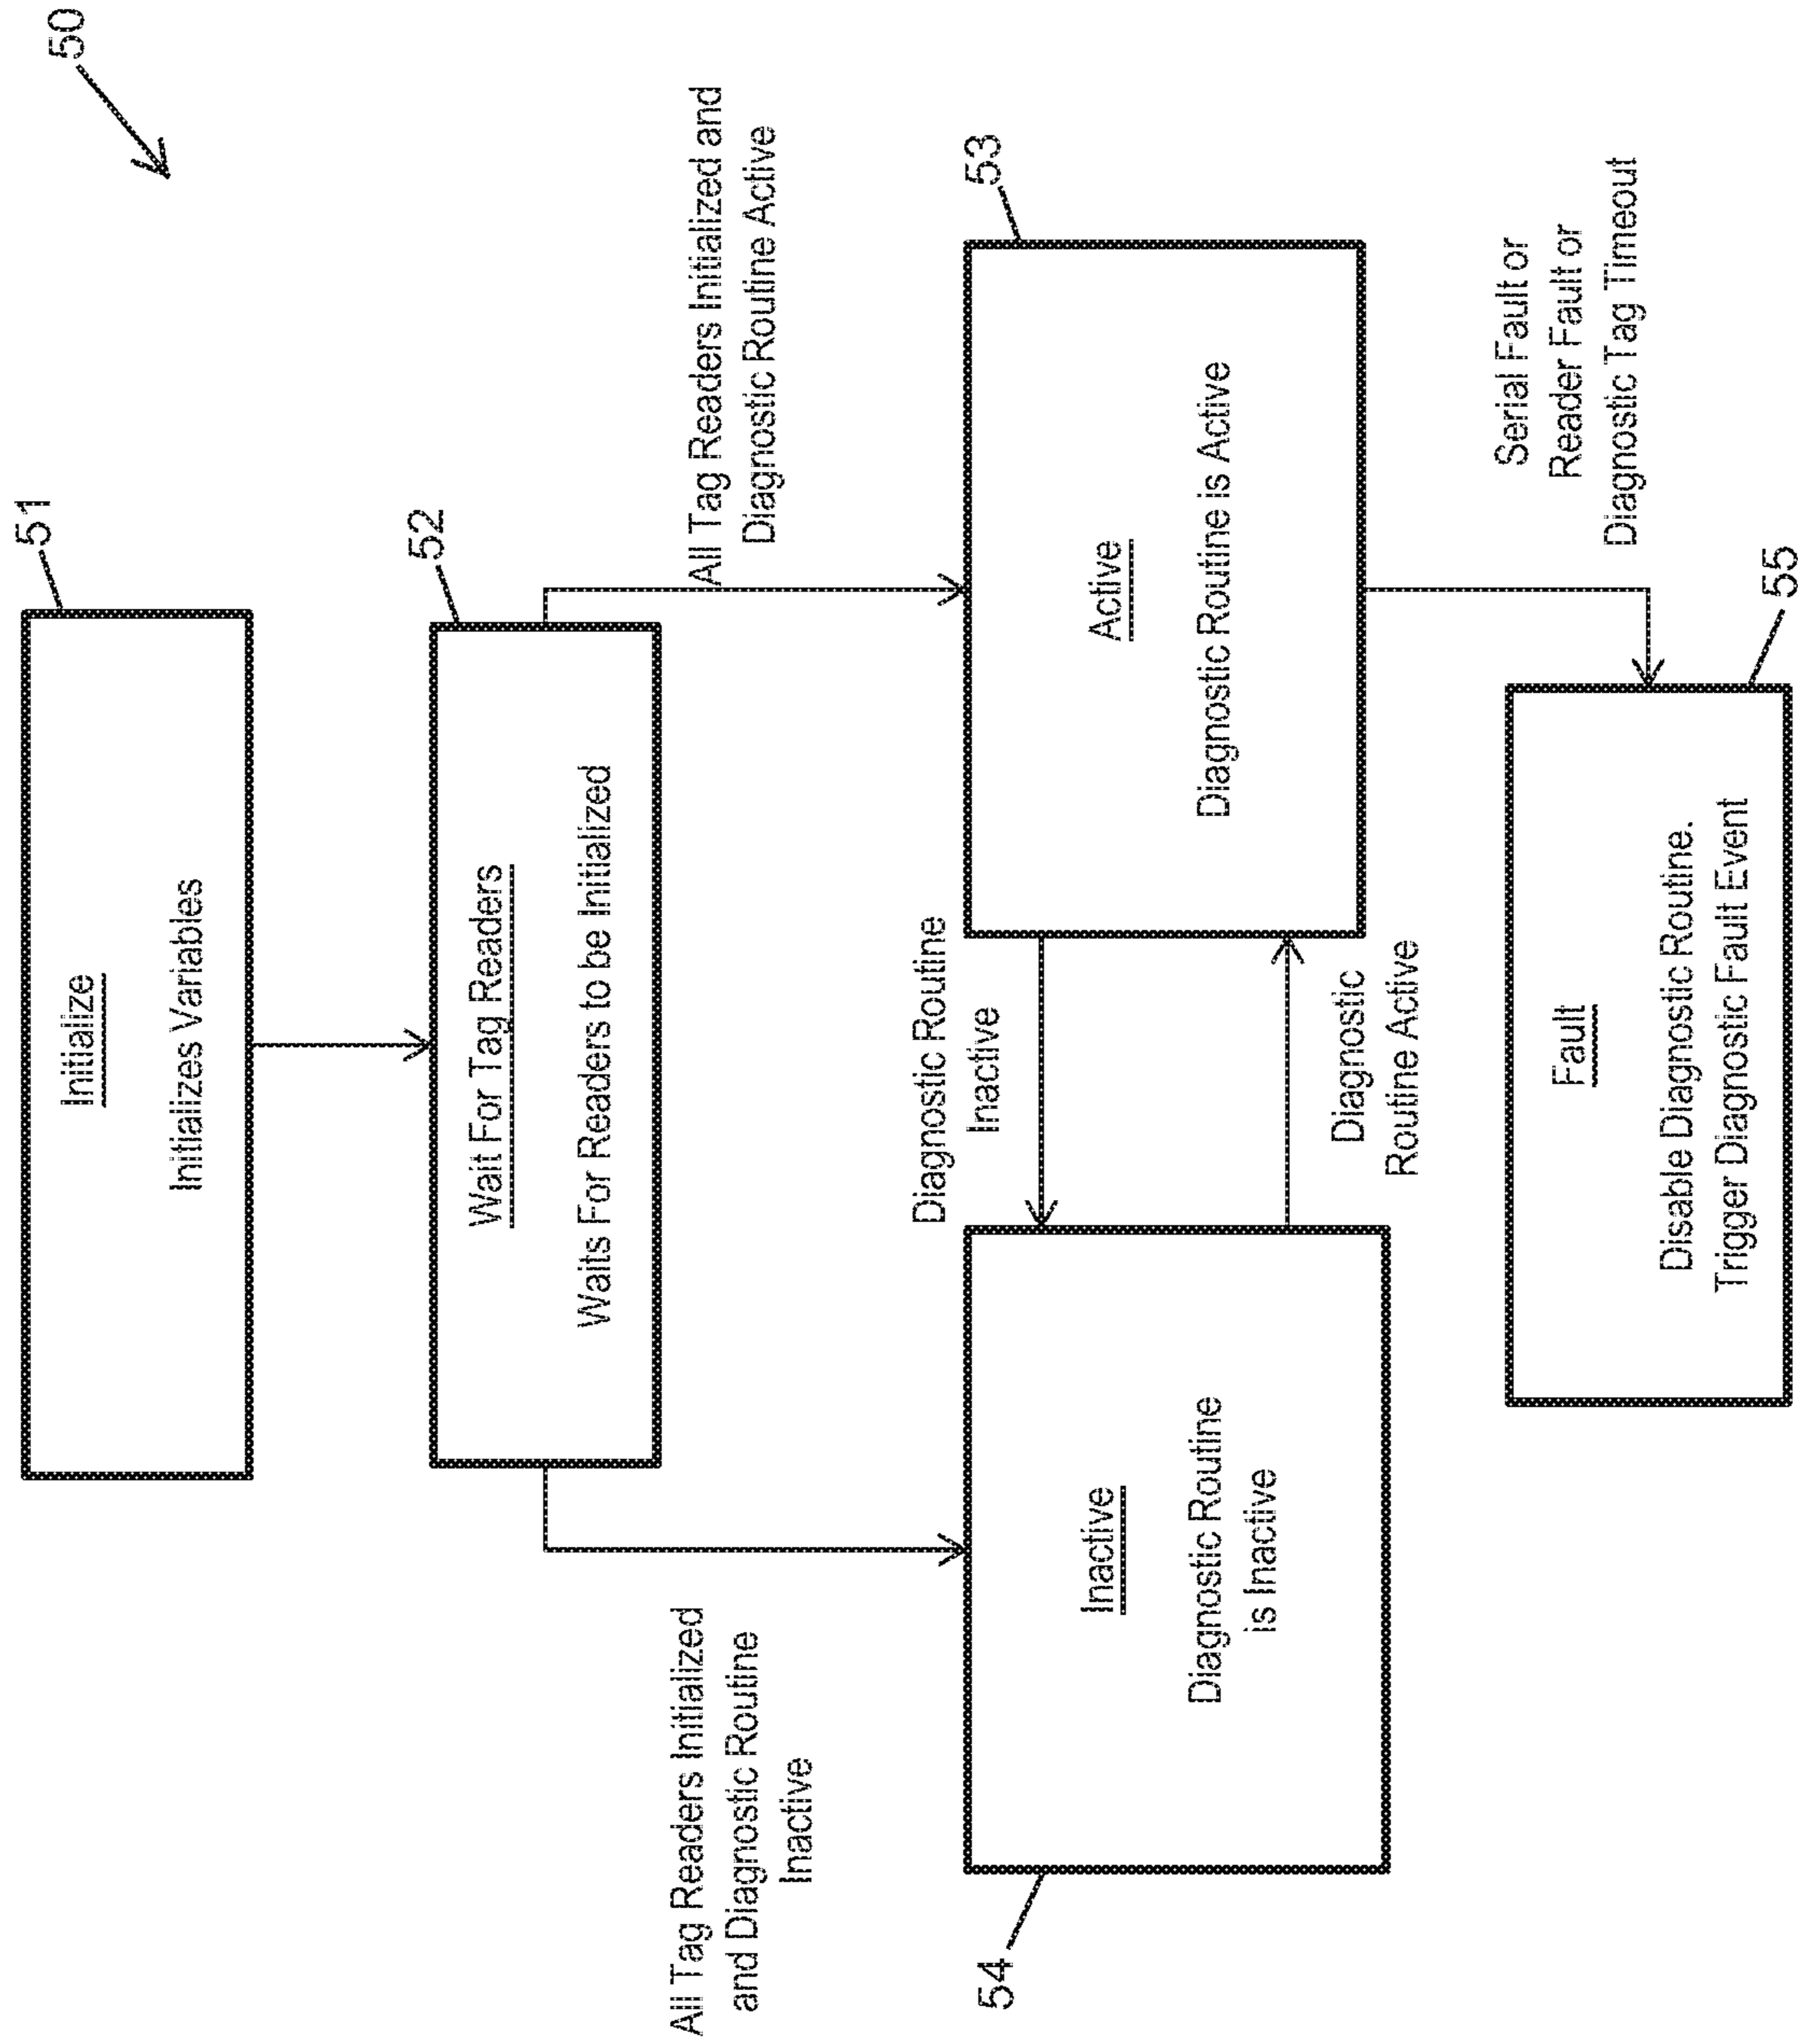 50
51
Initialize
Initializes Variables
52
Wait For Tag Readers
Waits For Readers to be Initialized
All Tag Readers Initialized
and Diagnostic Routine
Inactive
All Tag Readers Initialized and
Diagnostic Routine Active
54
Inactive
Diagnostic Routine
is Inactive
Diagnostic Routine
Inactive
Diagnostic
Routine Active
53
Active
Diagnostic Routine is Active
Serial Fault or
Reader Fault or
Diagnostic Tag Timeout
55
Fault
Disable Diagnostic Routine.
Trigger Diagnostic Fault Event